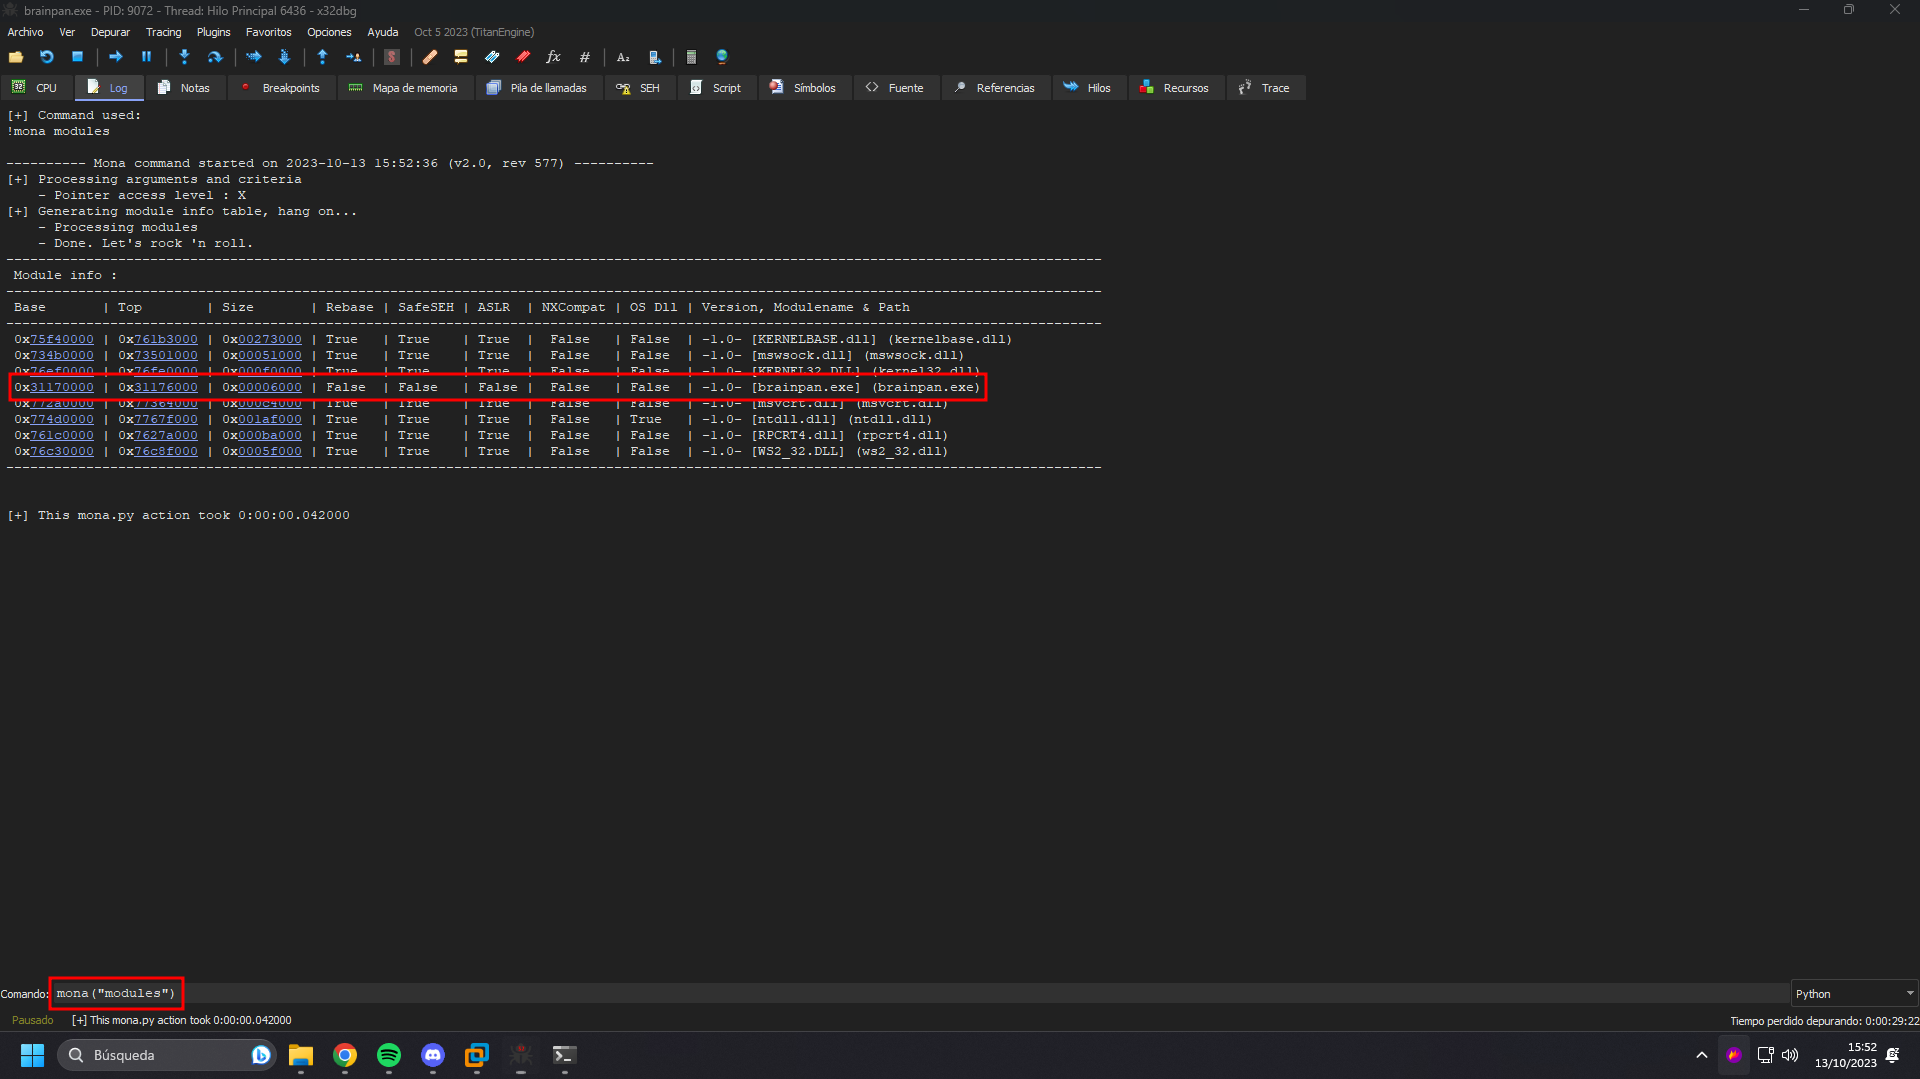 brainpan.exe - PID: 9072 - Thread: Hilo Principal 6436 - x32dbg
Archivo Ver Depurar Tracing Plugins Favoritos Opciones Ayuda Oct 5 2023 (TitanEngine)
CPU Log Notas Breakpoints Mapa de memoria Pila de llamadas SEH Script Símbolos Fuente Referencias Hilos Recursos Trace
[+] Command used:
!mona modules
---------- Mona command started on 2023-10-13 15:52:36 (v2.0, rev 577) ----------
[+] Processing arguments and criteria
- Pointer access level : X
[+] Generating module info table, hang on...
- Processing modules
- Done. Let's rock 'n roll.
Module info :
Base | Top | Size | Rebase | SafeSEH | ASLR | NXCompat | OS Dll | Version, Modulename & Path
0x75f40000 | 0x761b3000 | 0x00273000 | True | True | True | False | False | -1.0- [KERNELBASE.dll] (kernelbase.dll)
0x734b0000 | 0x73501000 | 0x00051000 | True | True | True | False | False | -1.0- [mswsock.dll] (mswsock.dll)
0x76ef0000 | 0x76fe0000 | 0x000f0000 | True | True | True | False | False | -1.0- [KERNEL32.DLL] (kernel32.dll)
0x31170000 | 0x31176000 | 0x00006000 | False | False | False | False | False | -1.0- [brainpan.exe] (brainpan.exe)
0x772a0000 | 0x77364000 | 0x000c4000 | True | True | True | False | False | -1.0- [msvcrt.dll] (msvcrt.dll)
0x774d0000 | 0x7767f000 | 0x001af000 | True | True | True | False | True | -1.0- [ntdll.dll] (ntdll.dll)
0x761c0000 | 0x7627a000 | 0x000ba000 | True | True | True | False | False | -1.0- [RPCRT4.dll] (rpcrt4.dll)
0x76c30000 | 0x76c8f000 | 0x0005f000 | True | True | True | False | False | -1.0- [WS2_32.DLL] (ws2_32.dll)
[+] This mona.py action took 0:00:00.042000
Comando: mona("modules") Python
Pausado [+] This mona.py action took 0:00:00.042000 Tiempo perdido depurando: 0:00:29:22
Búsqueda 15:52
13/10/2023